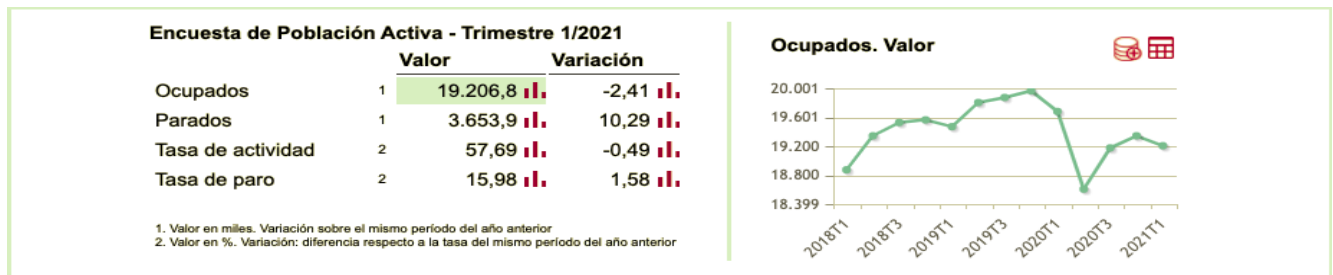 Encuesta de Población Activa - Trimestre 1/2021
Valor Variación
Ocupados 1 19.206,8 -2,41
Parados 1 3.653,9 10,29
Tasa de actividad 2 57,69 -0,49
Tasa de paro 2 15,98 1,58
1. Valor en miles. Variación sobre el mismo período del año anterior
2. Valor en %. Variación: diferencia respecto a la tasa del mismo período del año anterior
Ocupados. Valor
20.001
19.601
19.200
18.800
18.399
2018T1 2018T3 2019T1 2019T3 2020T1 2020T3 2021T1